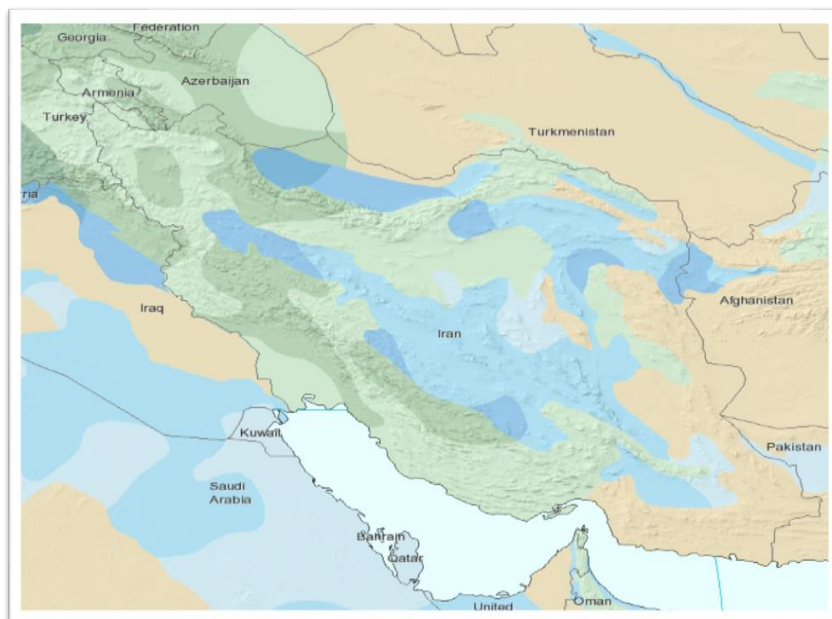 Federation
Georgia
Azerbaijan
Armenia
Turkey
Turkmenistan
ria
Afghanistan
Iraq
Iran
Kuwait
Pakistan
Saudi
Arabia
Bahrain
Qatar
United
Oman